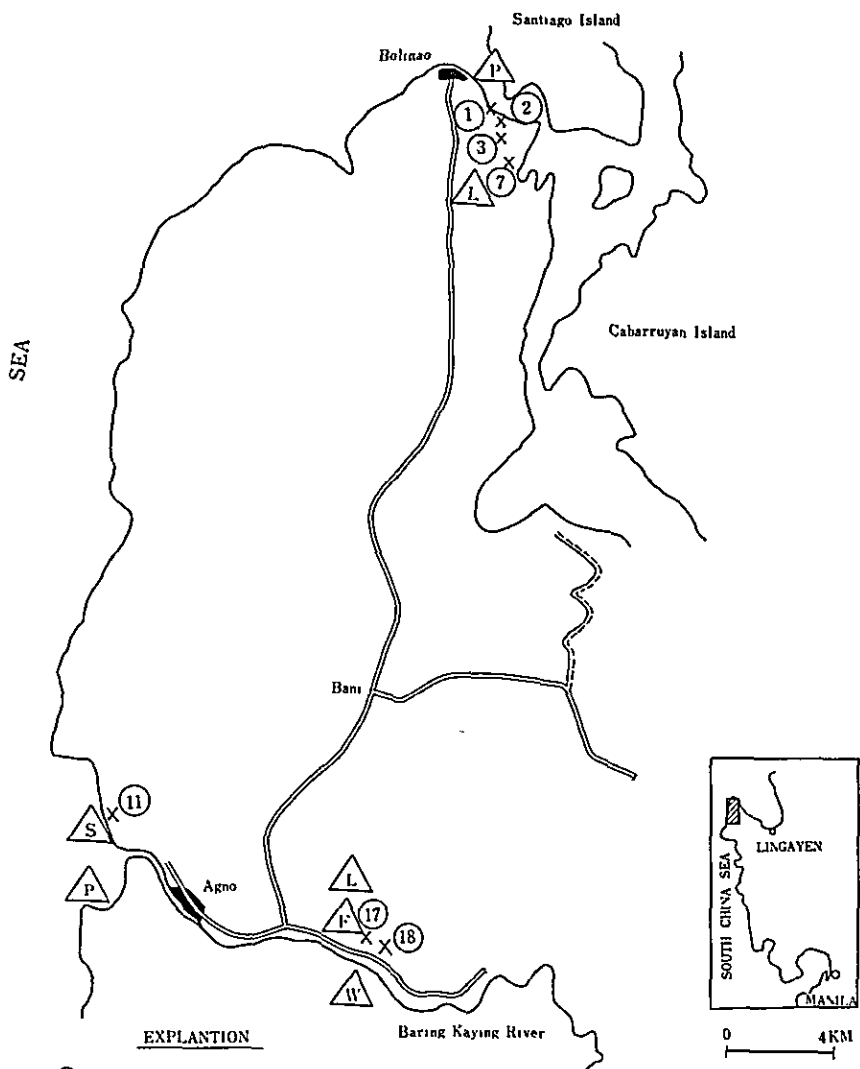 Santiago Island
Bolinao
P
1
2
3
7
L
SEA
Cabarruyan Island
Bani
11
S
P
Agno
L
F
17
18
W
Baring Kaying River
EXPLANTION
LINGAYEN
SOUTH CHINA SEA
MANILA
0 4KM